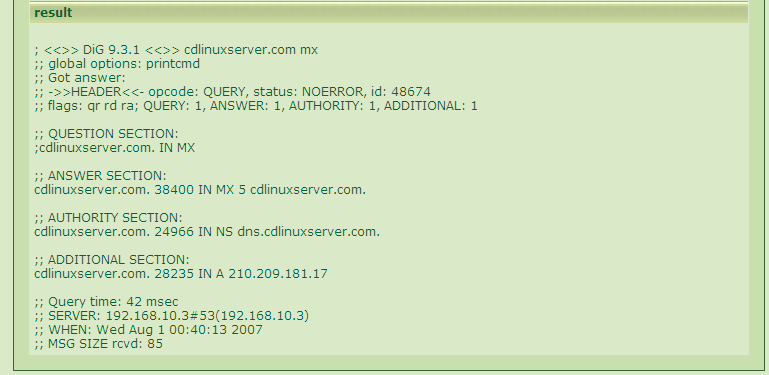 result
; <<>> DiG 9.3.1 <<>> cdlinuxserver.com mx
;; global options: printcmd
;; Got answer:
;; ->>HEADER<<- opcode: QUERY, status: NOERROR, id: 48674
;; flags: qr rd ra; QUERY: 1, ANSWER: 1, AUTHORITY: 1, ADDITIONAL: 1
;; QUESTION SECTION:
;cdlinuxserver.com. IN MX
;; ANSWER SECTION:
cdlinuxserver.com. 38400 IN MX 5 cdlinuxserver.com.
;; AUTHORITY SECTION:
cdlinuxserver.com. 24966 IN NS dns.cdlinuxserver.com.
;; ADDITIONAL SECTION:
cdlinuxserver.com. 28235 IN A 210.209.181.17
;; Query time: 42 msec
;; SERVER: 192.168.10.3#53(192.168.10.3)
;; WHEN: Wed Aug 1 00:40:13 2007
;; MSG SIZE rcvd: 85